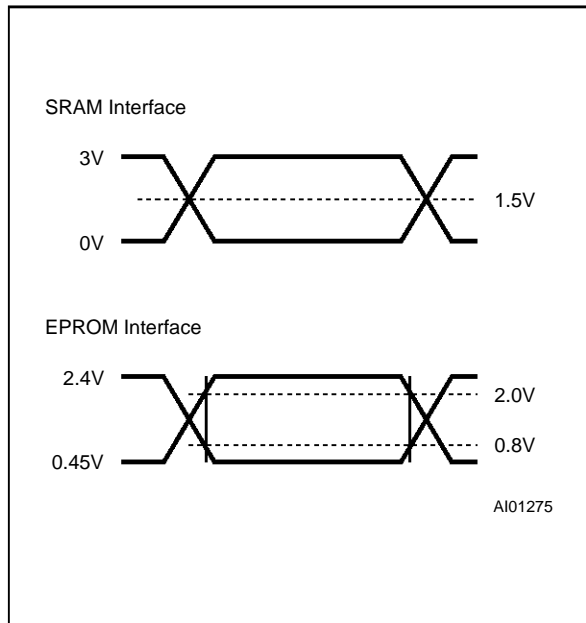 SRAM Interface
3V
1.5V
0V
EPROM Interface
2.4V
2.0V
0.8V
0.45V
AI01275